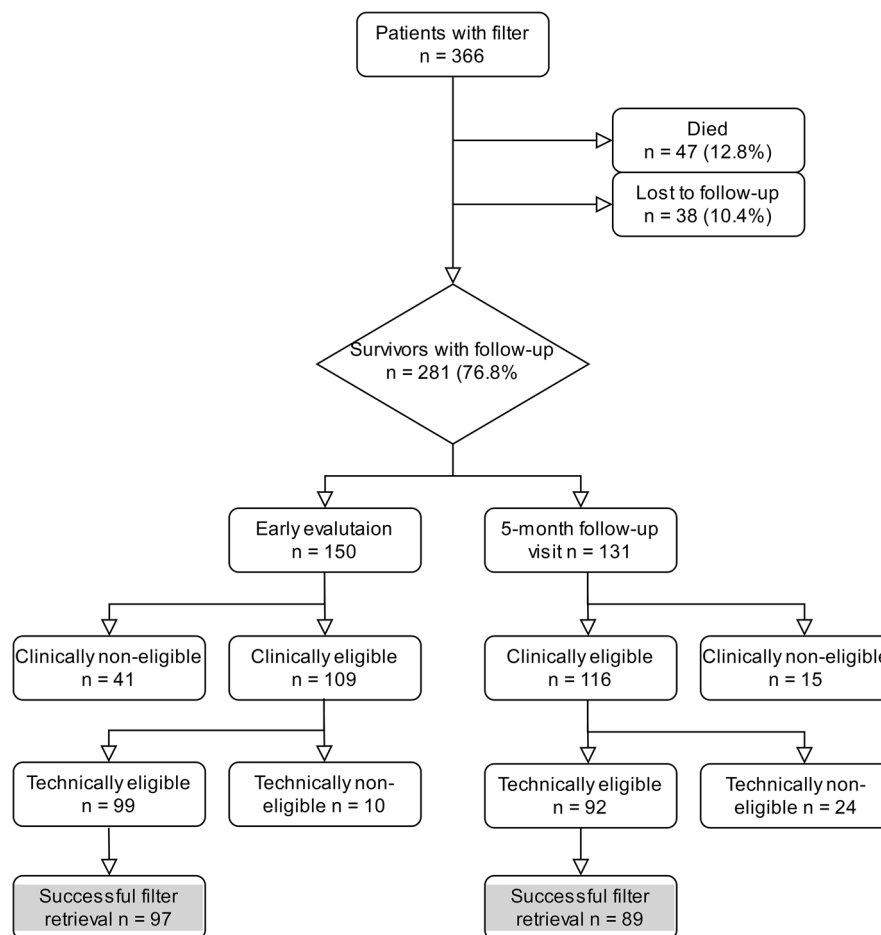 Patients with filter
n = 366
Died
n = 47 (12.8%)
Lost to follow-up
n = 38 (10.4%)
Survivors with follow-up
n = 281 (76.8%
Early evalutaion
n = 150
5-month follow-up
visit n = 131
Clinically non-eligible
n = 41
Clinically eligible
n = 109
Clinically eligible
n = 116
Clinically non-eligible
n = 15
Technically eligible
n = 99
Technically non-
eligible n = 10
Technically eligible
n = 92
Technically non-
eligible n = 24
Successful filter
retrieval n = 97
Successful filter
retrieval n = 89